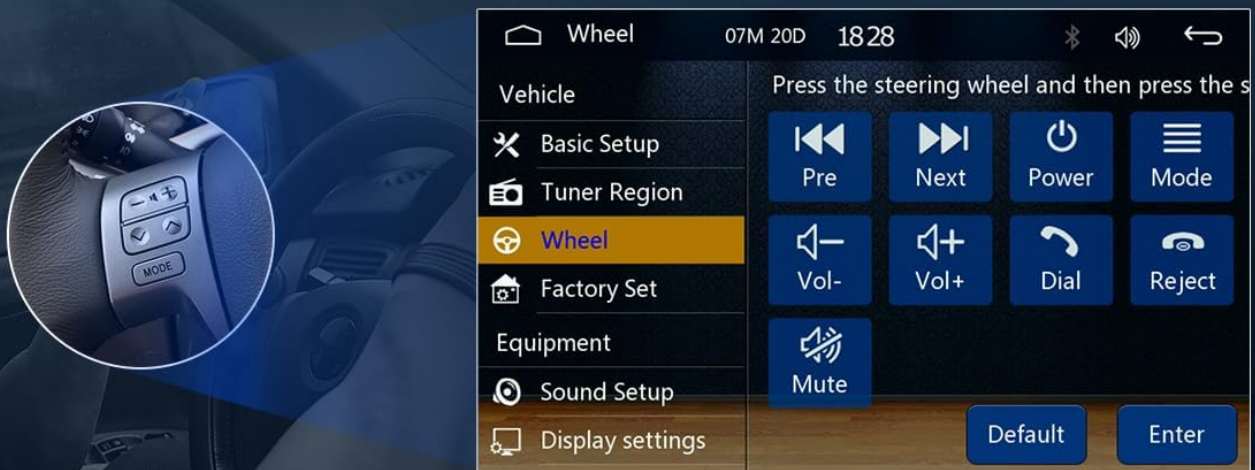 MODE
Wheel 07M 20D 18 28
Vehicle
Basic Setup
Tuner Region
Wheel
Factory Set
Equipment
Sound Setup
Display settings
Press the steering wheel and then press the s
Pre Next Power Mode
Vol- Vol+ Dial Reject
Mute
Default Enter